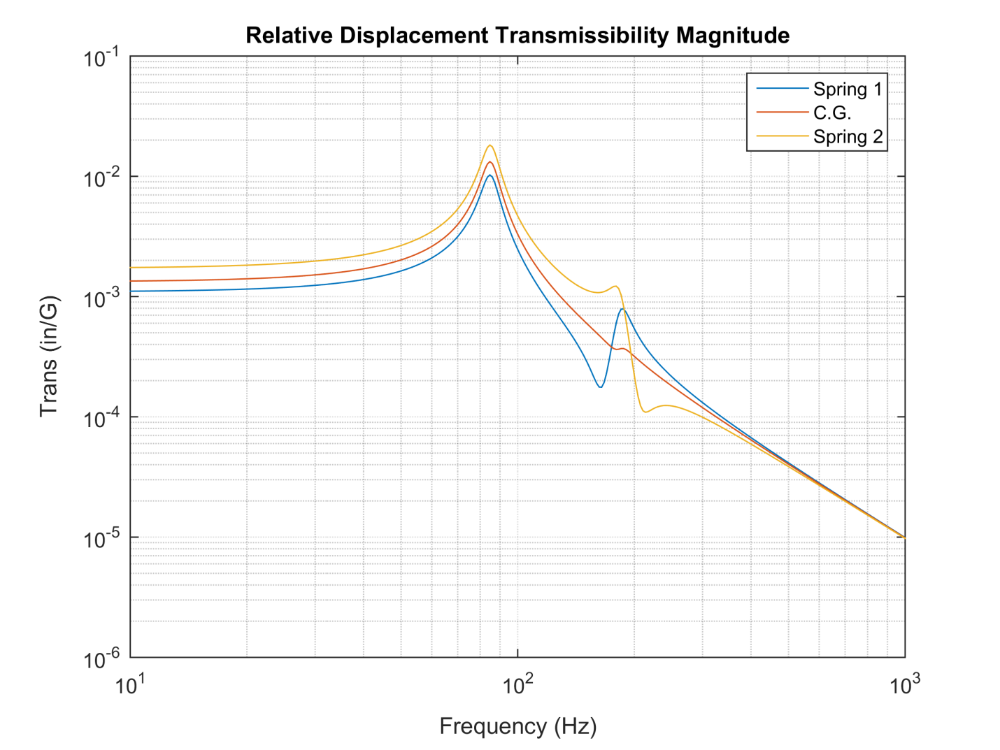 Relative Displacement Transmissibility Magnitude
10^-1
Spring 1
C.G.
Spring 2
10^-2
10^-3
Trans (in/G)
10^-4
10^-5
10^-6
10^1 10^2 10^3
Frequency (Hz)